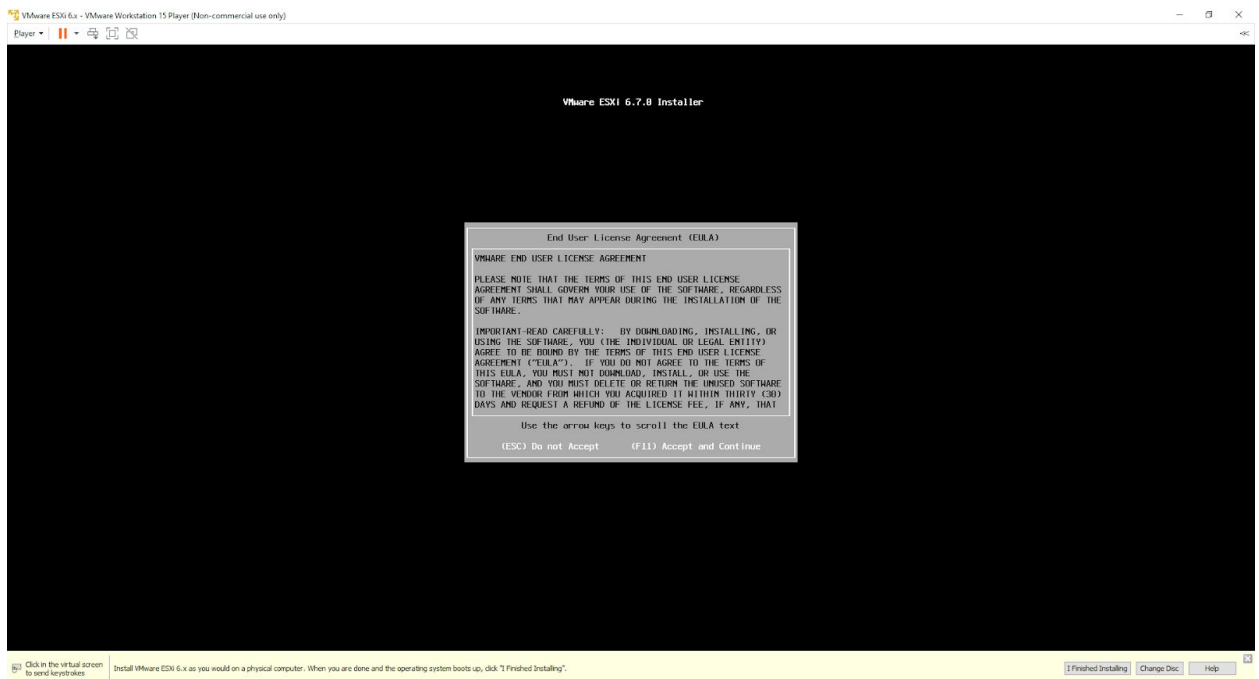 VMware ESXi 6.x - VMware Workstation 15 Player (Non-commercial use only)
Player
VMware ESXi 6.7.0 Installer
End User License Agreement (EULA)
VMWARE END USER LICENSE AGREEMENT
PLEASE NOTE THAT THE TERMS OF THIS END USER LICENSE
AGREEMENT SHALL GOVERN YOUR USE OF THE SOFTWARE, REGARDLESS
OF ANY TERMS THAT MAY APPEAR DURING THE INSTALLATION OF THE
SOFTWARE.
IMPORTANT-READ CAREFULLY: BY DOWNLOADING, INSTALLING, OR
USING THE SOFTWARE, YOU (THE INDIVIDUAL OR LEGAL ENTITY)
AGREE TO BE BOUND BY THE TERMS OF THIS END USER LICENSE
AGREEMENT ("EULA"). IF YOU DO NOT AGREE TO THE TERMS OF
THIS EULA, YOU MUST NOT DOWNLOAD, INSTALL, OR USE THE
SOFTWARE, AND YOU MUST DELETE OR RETURN THE UNUSED SOFTWARE
TO THE VENDOR FROM WHICH YOU ACQUIRED IT WITHIN THIRTY (30)
DAYS AND REQUEST A REFUND OF THE LICENSE FEE, IF ANY, THAT
Use the arrow keys to scroll the EULA text
(ESC) Do not Accept (F11) Accept and Continue
Click in the virtual screen
to send keystrokes
Install VMware ESXi 6.x as you would on a physical computer. When you are done and the operating system boots up, click "I Finished Installing".
I Finished Installing
Change Disc
Help